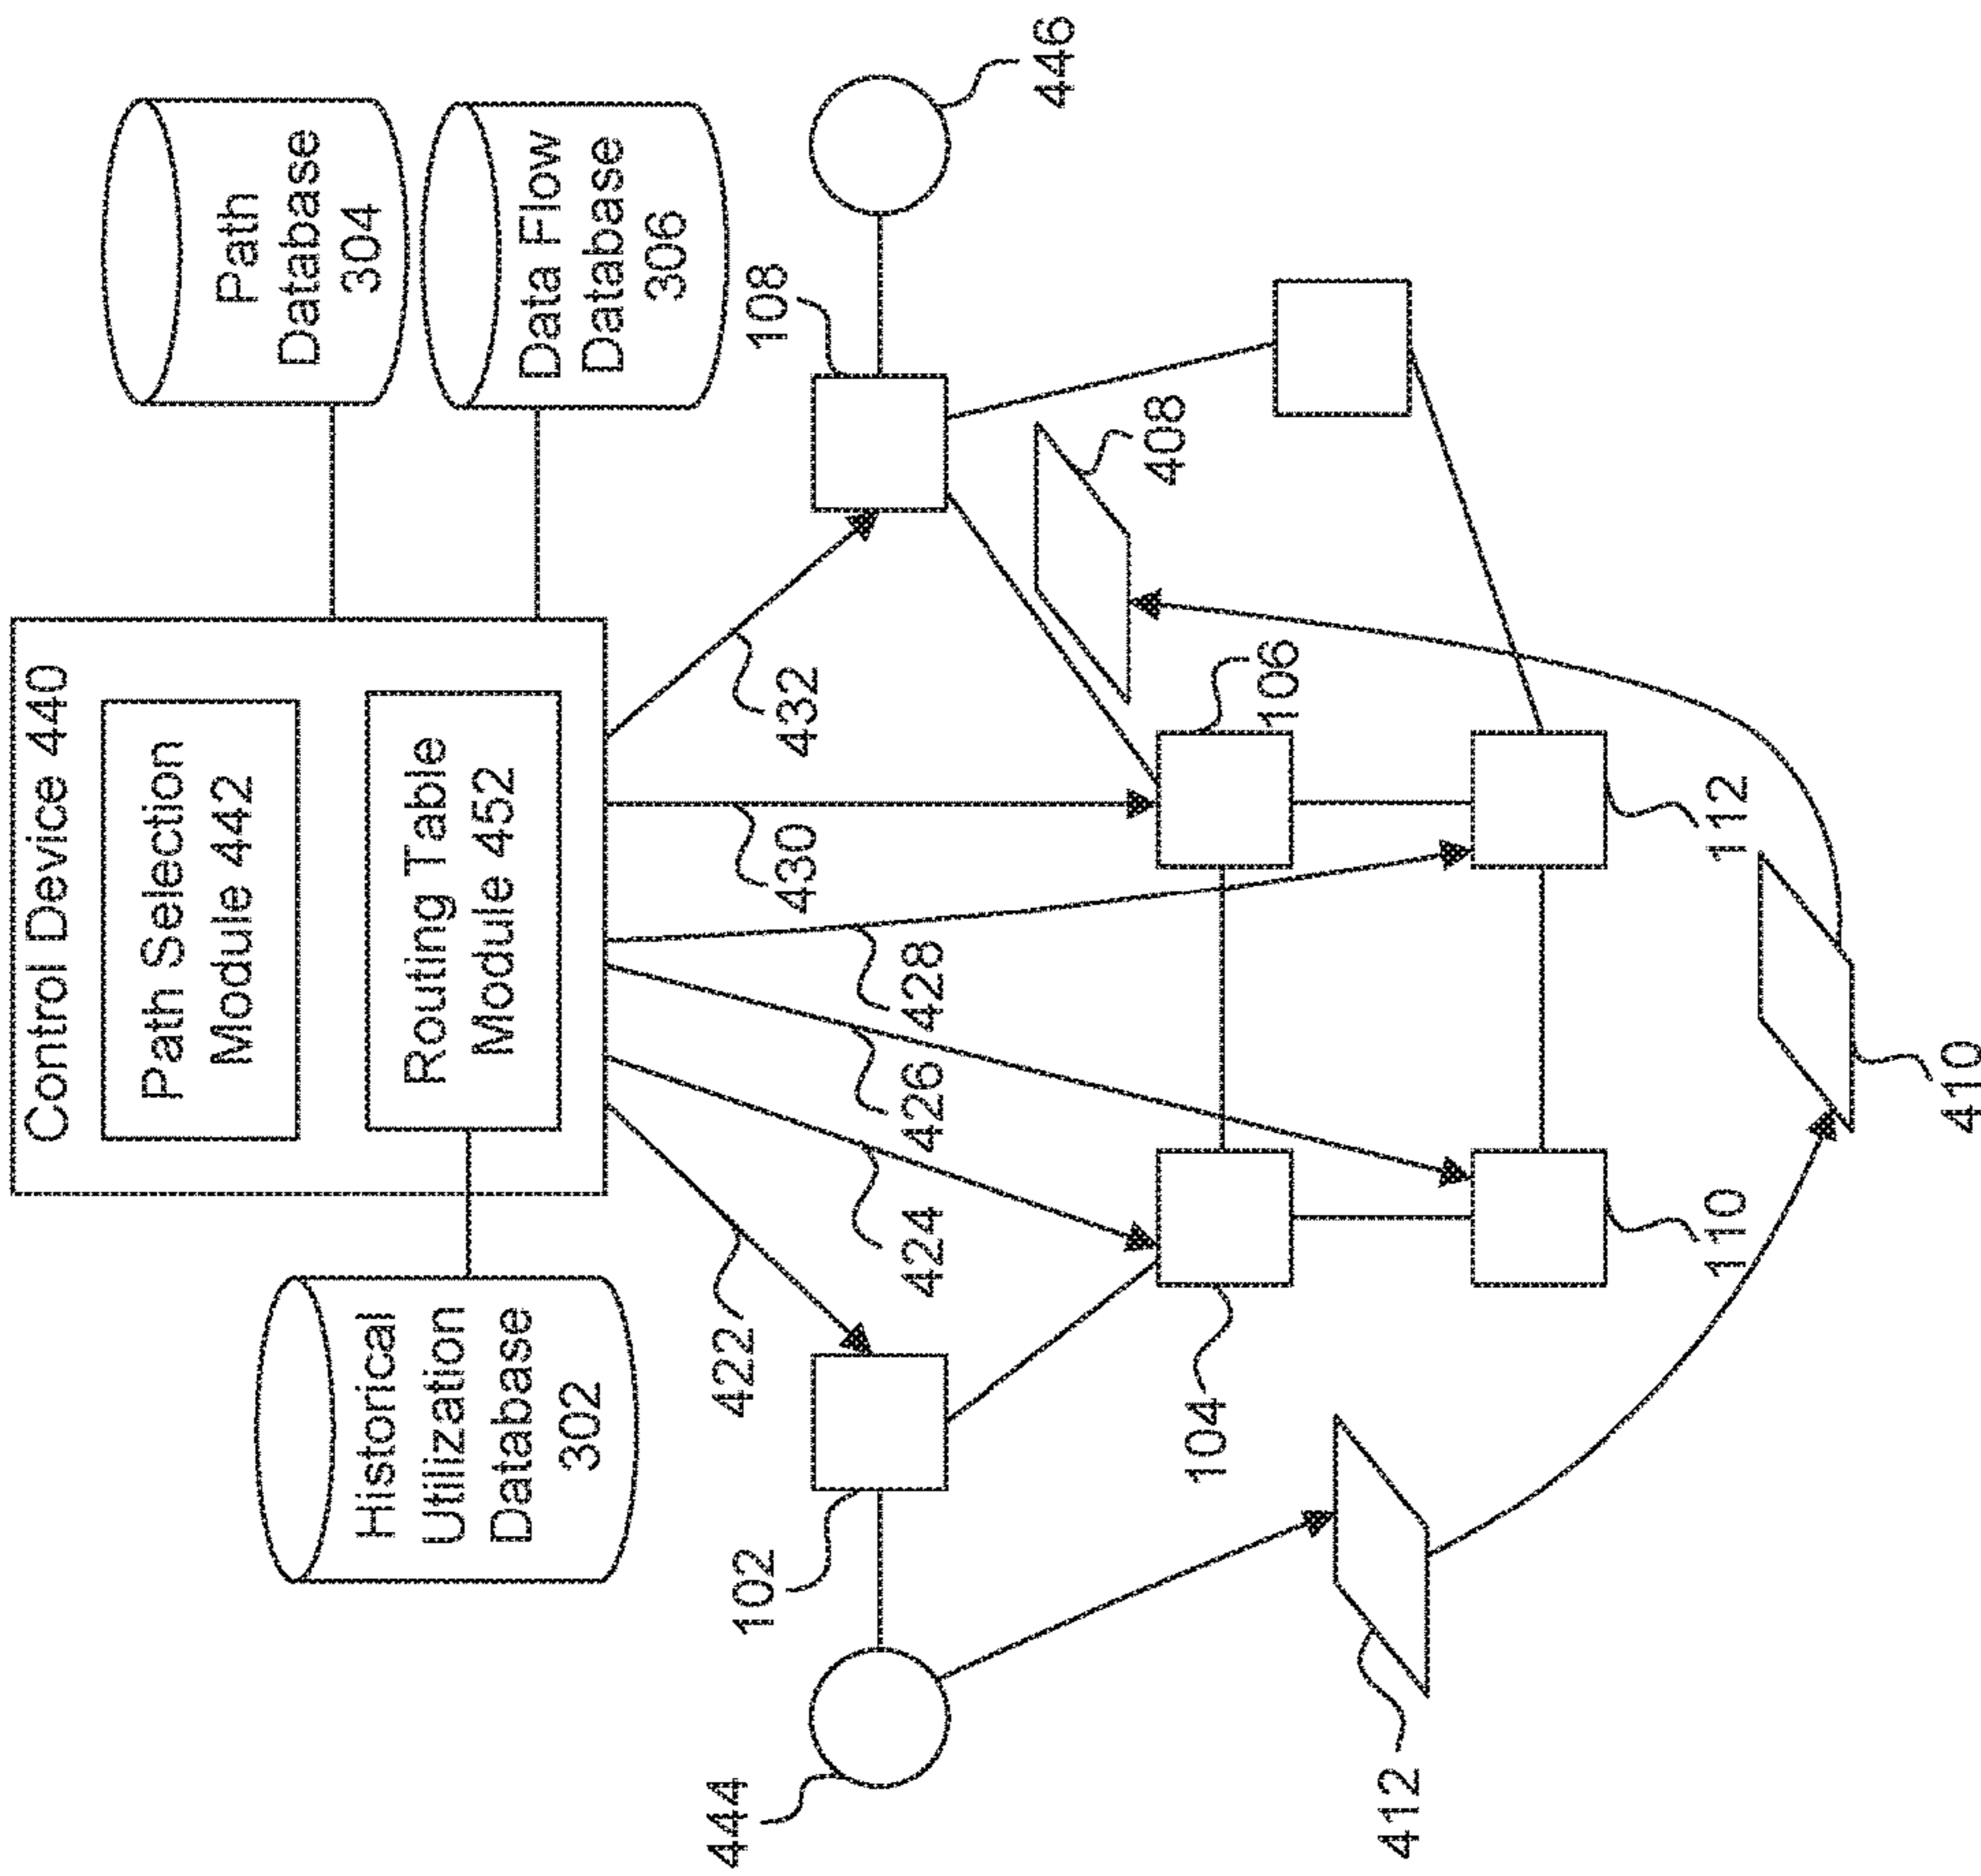 Control Device 440
Path Selection
Module 442
Routing Table
Module 452
Historical
Utilization
Database
302
Path
Database
304
Data Flow
Database
306
444
102
422
424
426
428
430
432
108
446
104
106
408
412
110
112
410